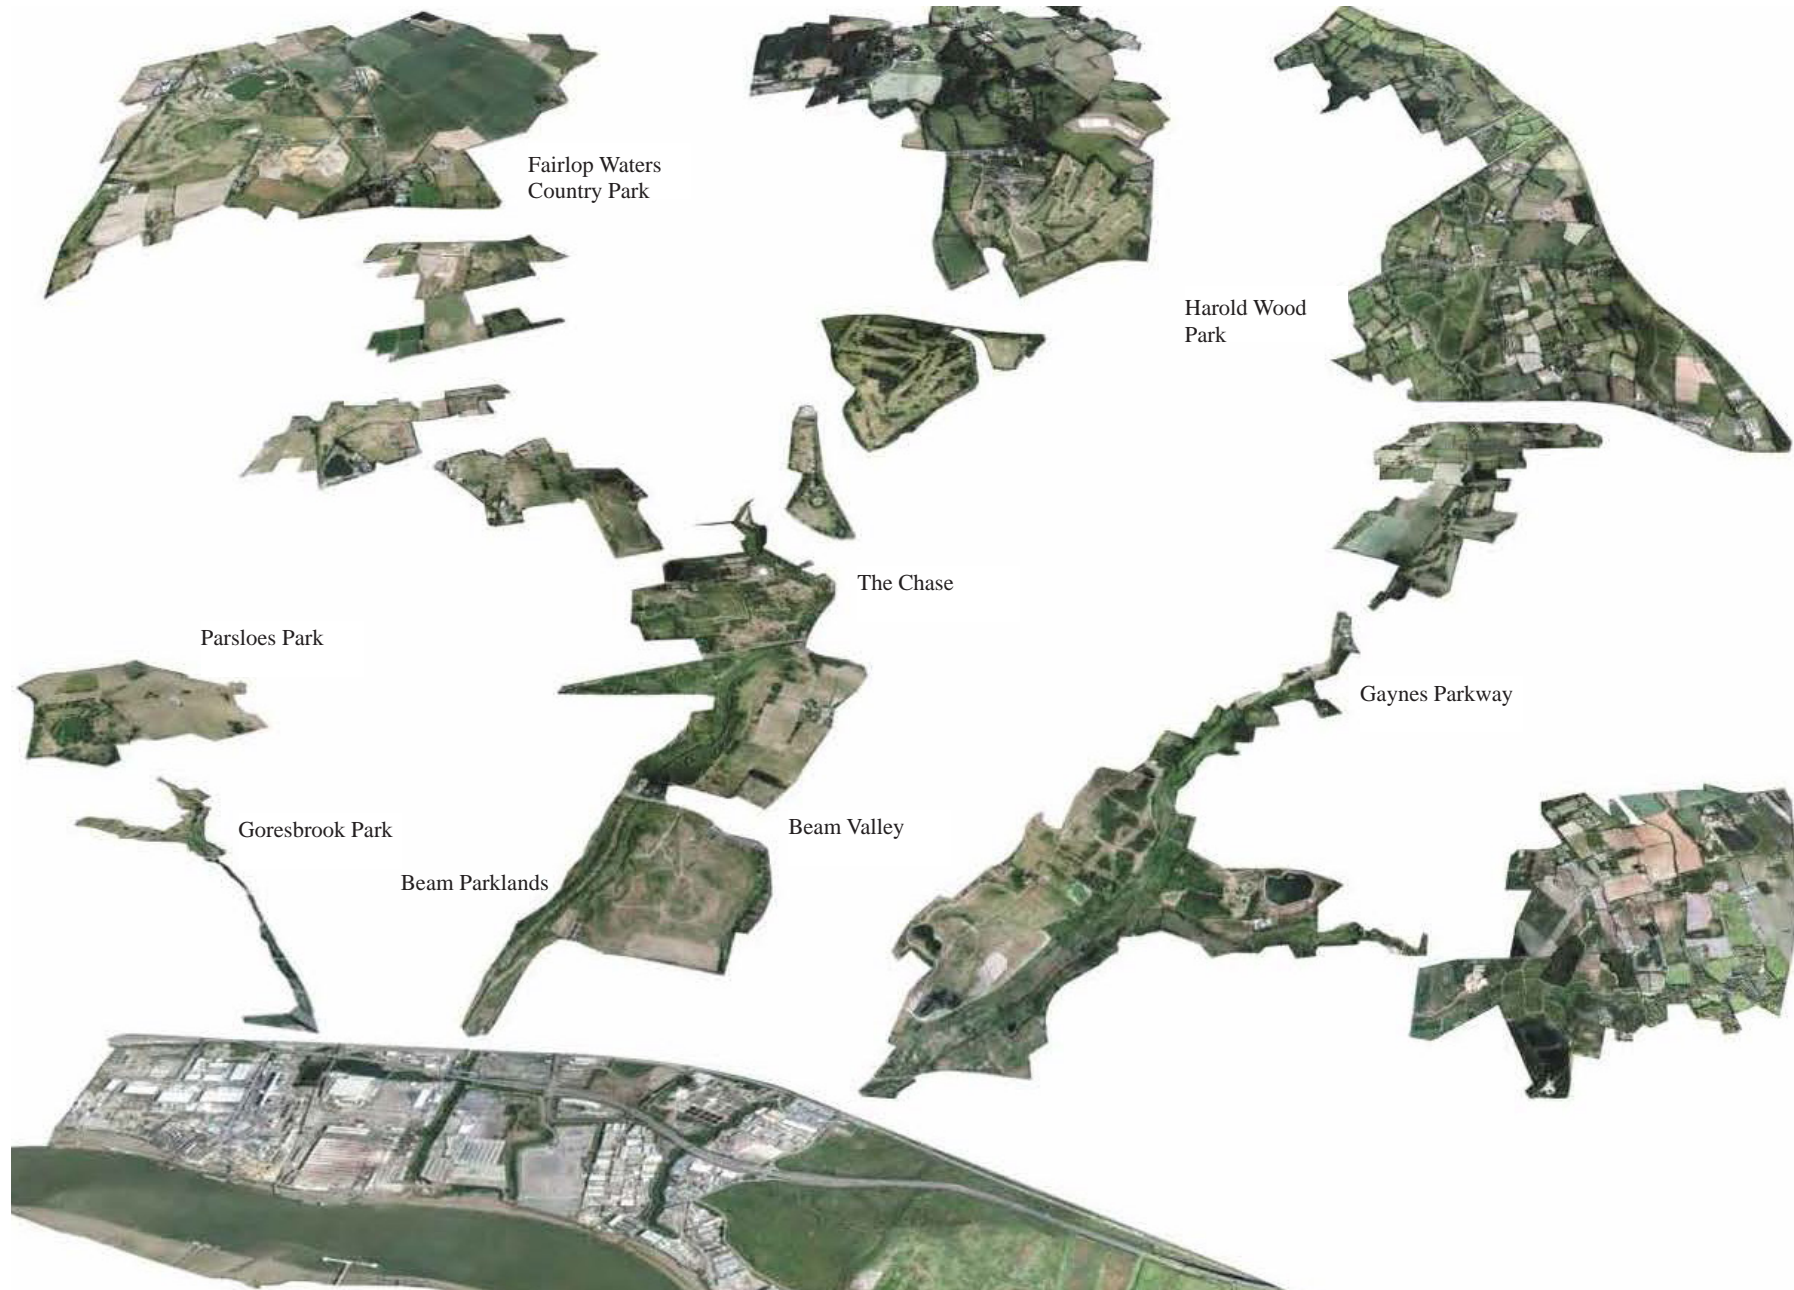 Fairlop Waters
Country Park
Harold Wood
Park
The Chase
Parsloes Park
Gaynes Parkway
Goresbrook Park
Beam Valley
Beam Parklands